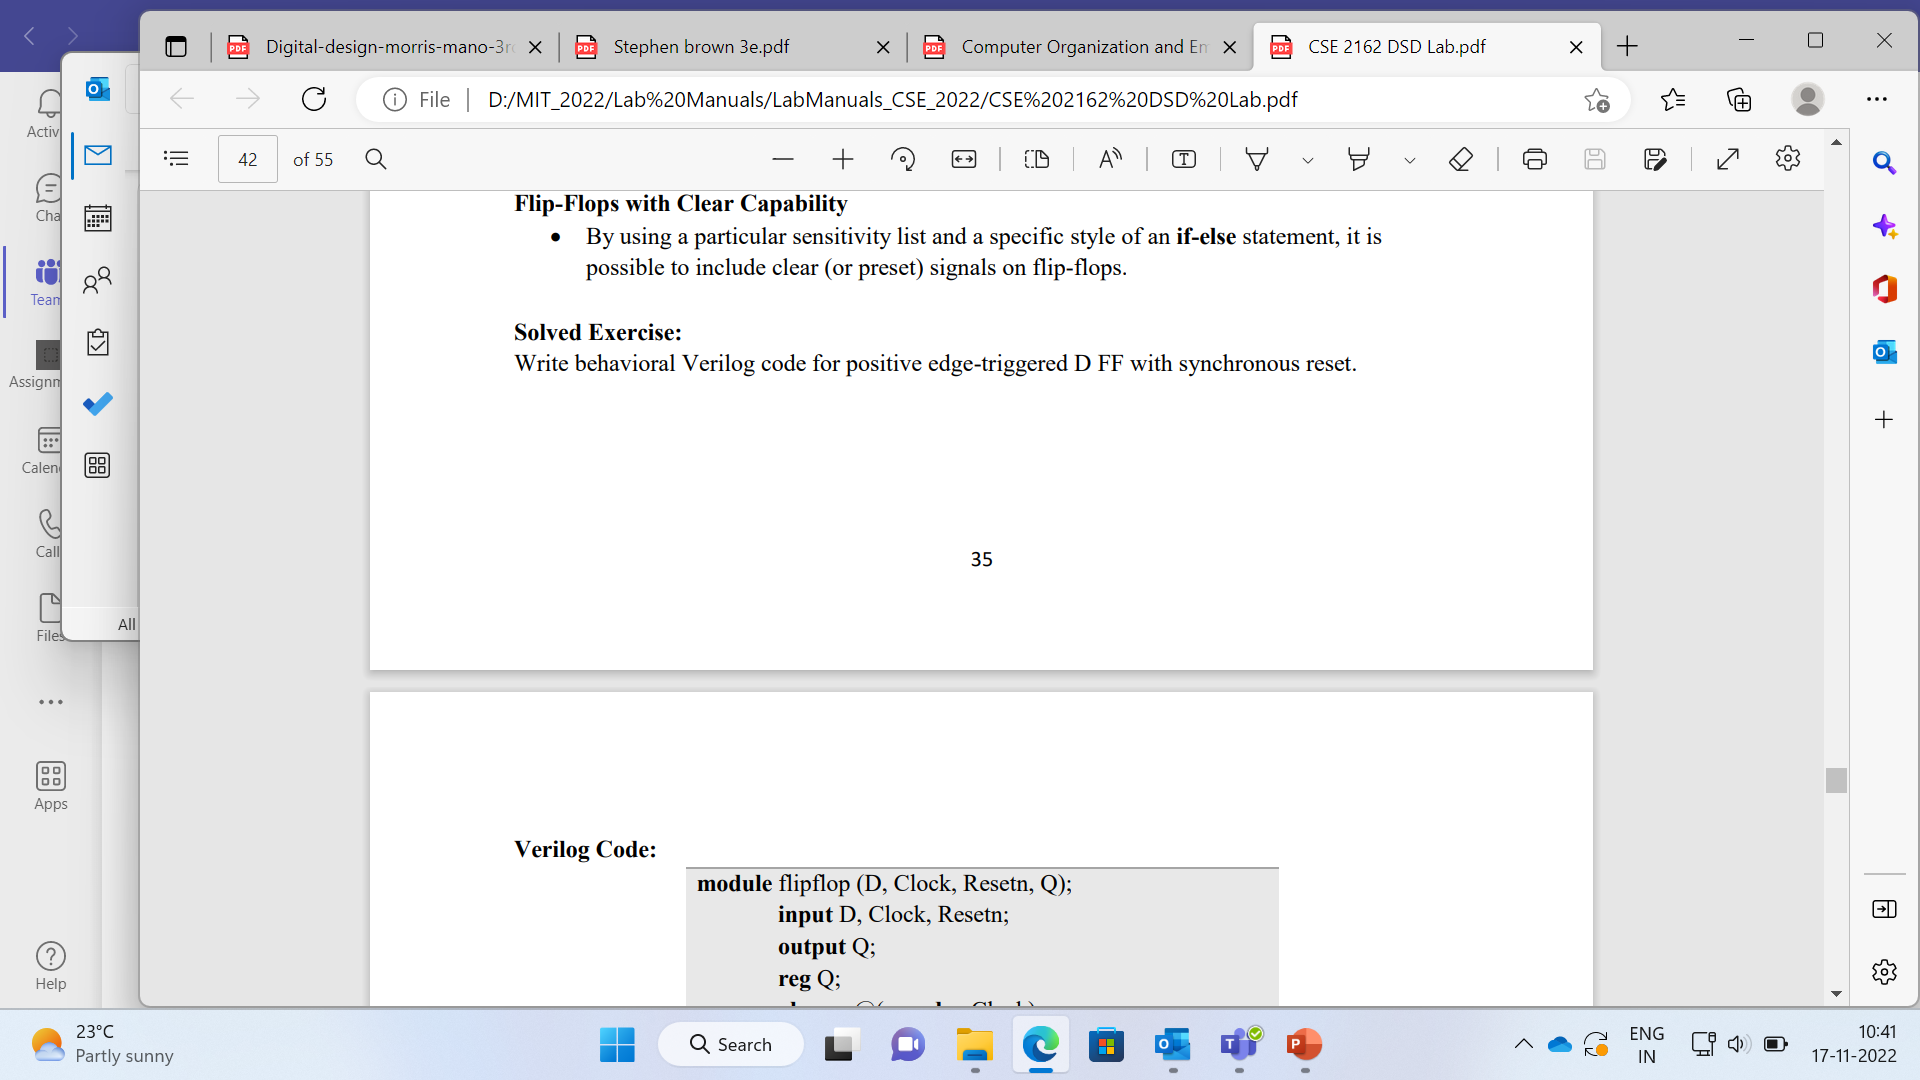 Digital-design-morris-mano-3r
Stephen brown 3e.pdf
Computer Organization and Em
CSE 2162 DSD Lab.pdf
File
D:/MIT_2022/Lab%20Manuals/LabManuals_CSE_2022/CSE%202162%20DSD%20Lab.pdf
42 of 55
Activ
Cha
Team
Assignm
Calen
Call
Files
Apps
Help
All
Flip-Flops with Clear Capability
• By using a particular sensitivity list and a specific style of an if-else statement, it is
possible to include clear (or preset) signals on flip-flops.
Solved Exercise:
Write behavioral Verilog code for positive edge-triggered D FF with synchronous reset.
35
Verilog Code:
module flipflop (D, Clock, Resetn, Q);
input D, Clock, Resetn;
output Q;
reg Q;
23°C
Partly sunny
Search
ENG
IN
10:41
17-11-2022